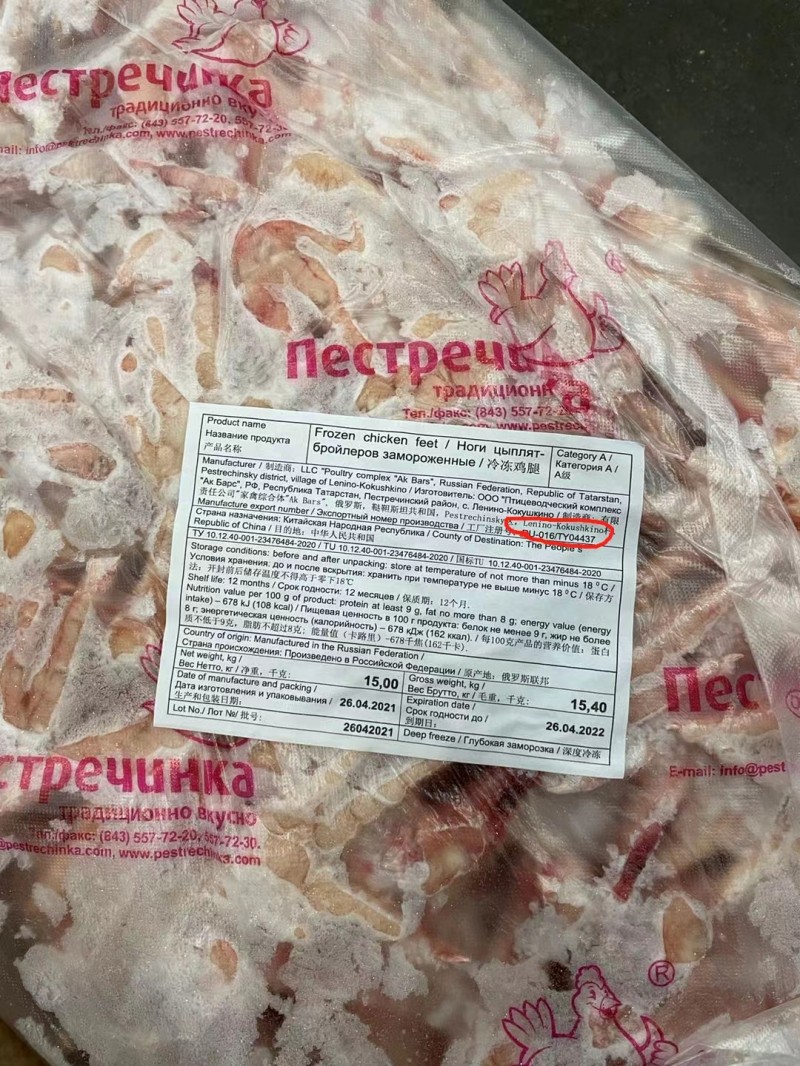 Пестречинка
традиционно вку
Тел./факс: (843) 557-72-20, 557-72-3
mail: info@pestrechinka.com, www.pestrechinka.com
Пестречи
традиционн
Тел./факс: (843) 557-72-2
www.pestrec
Product name
Название продукта
产品名称
Frozen chicken feet / Ноги цыплят-
бройлеров замороженные / 冷冻鸡腿
Category A /
Категория А /
A级
Manufacturer / 制造商: LLC "Poultry complex "Ak Bars", Russian Federation, Republic of Tatarstan,
Pestrechinsky district, village of Lenino-Kokushkino / Изготовитель: ООО "Птицеводческий комплекс
"Ак Барс", РФ, Республика Татарстан, Пестречинский район, с. Ленино-Кокушкино / 制造商: 有限
责任公司"家禽综合体"Ak Bars", 俄罗斯, 鞑靼斯坦共和国, Pestrechinsky Lenino-Kokushkino
Manufacture export number / Экспортный номер производства / 工厂注册号 RU-016/TY04437
Страна назначения: Китайская Народная Республика / County of Destination: The People's
Republic of China / 目的地: 中华人民共和国
ТУ 10.12.40-001-23476484-2020 / TU 10.12.40-001-23476484-2020 / 国标TU 10.12.40-001-23476484-2020
Storage conditions: before and after unpacking: store at temperature of not more than minus 18 °C /
Условия хранения: до и после вскрытия: хранить при температуре не выше минус 18 °C / 保存方
法: 开封前后储存温度不得高于零下18℃
Shelf life: 12 months / Срок годности: 12 месяцев / 保质期: 12个月.
Nutrition value per 100 g of product: protein at least 9 g, fat no more than 8 g; energy value (energy
intake) – 678 kJ (108 kcal) / Пищевая ценность в 100 г продукта: белок не менее 9 г, жир не более
8 г; энергетическая ценность (калорийность) – 678 кДж (162 ккал). / 每100克产品的营养价值: 蛋白
质不低于9克, 脂肪不超过8克; 能量值 (卡路里) -678千焦 (162千卡).
Country of origin: Manufactured in the Russian Federation /
Страна происхождения: Произведено в Российской Федерации / 原产地: 俄罗斯联邦
Net weight, kg /
Вес Нетто, кг / 净重, 千克:
15,00
Gross weight, kg /
Вес Брутто, кг / 毛重, 千克:
15,40
Date of manufacture and packing /
Дата изготовления и упаковывания /
生产和包装日期:
26.04.2021
Expiration date /
Срок годности до /
到期日:
26.04.2022
Lot No./ Лот №/ 批号:
26042021
Deep freeze / Глубокая заморозка / 深度冷冻
Пес
E-mail: info@pest
стречинка
традиционно вкусно
Тел./факс: (843) 557-72-20, 557-72-30.
@pestrechinka.com, www.pestrechinka.com
®